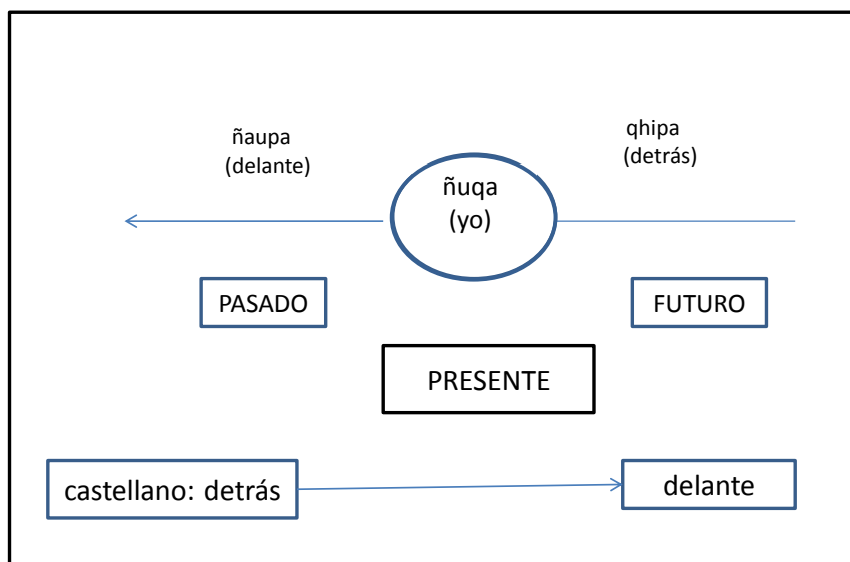 ñaupa
(delante)
qhipa
(detrás)
ñuqa
(yo)
PASADO
FUTURO
PRESENTE
castellano: detrás
delante